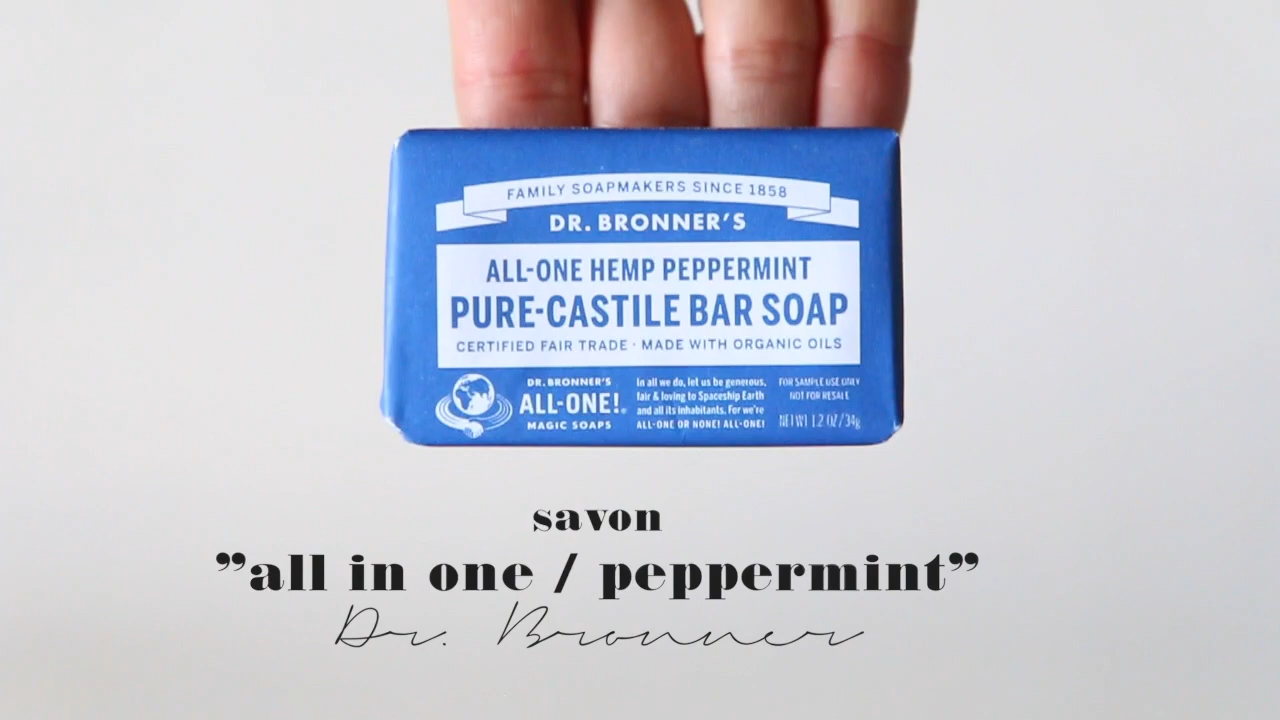 FAMILY SOAPMAKERS SINCE 1858
DR. BRONNER'S
ALL-ONE HEMP PEPPERMINT
PURE-CASTILE BAR SOAP
CERTIFIED FAIR TRADE · MADE WITH ORGANIC OILS
DR. BRONNER'S
ALL-ONE!®
MAGIC SOAPS
In all we do, let us be generous,
fair & loving to Spaceship Earth
and all its inhabitants. For we're
ALL-ONE OR NONE! ALL-ONE!
FOR SAMPLE USE ONLY
NOT FOR RESALE
NET WT 1.2 OZ/34g
savon
”all in one / peppermint”
Dr. Bronner